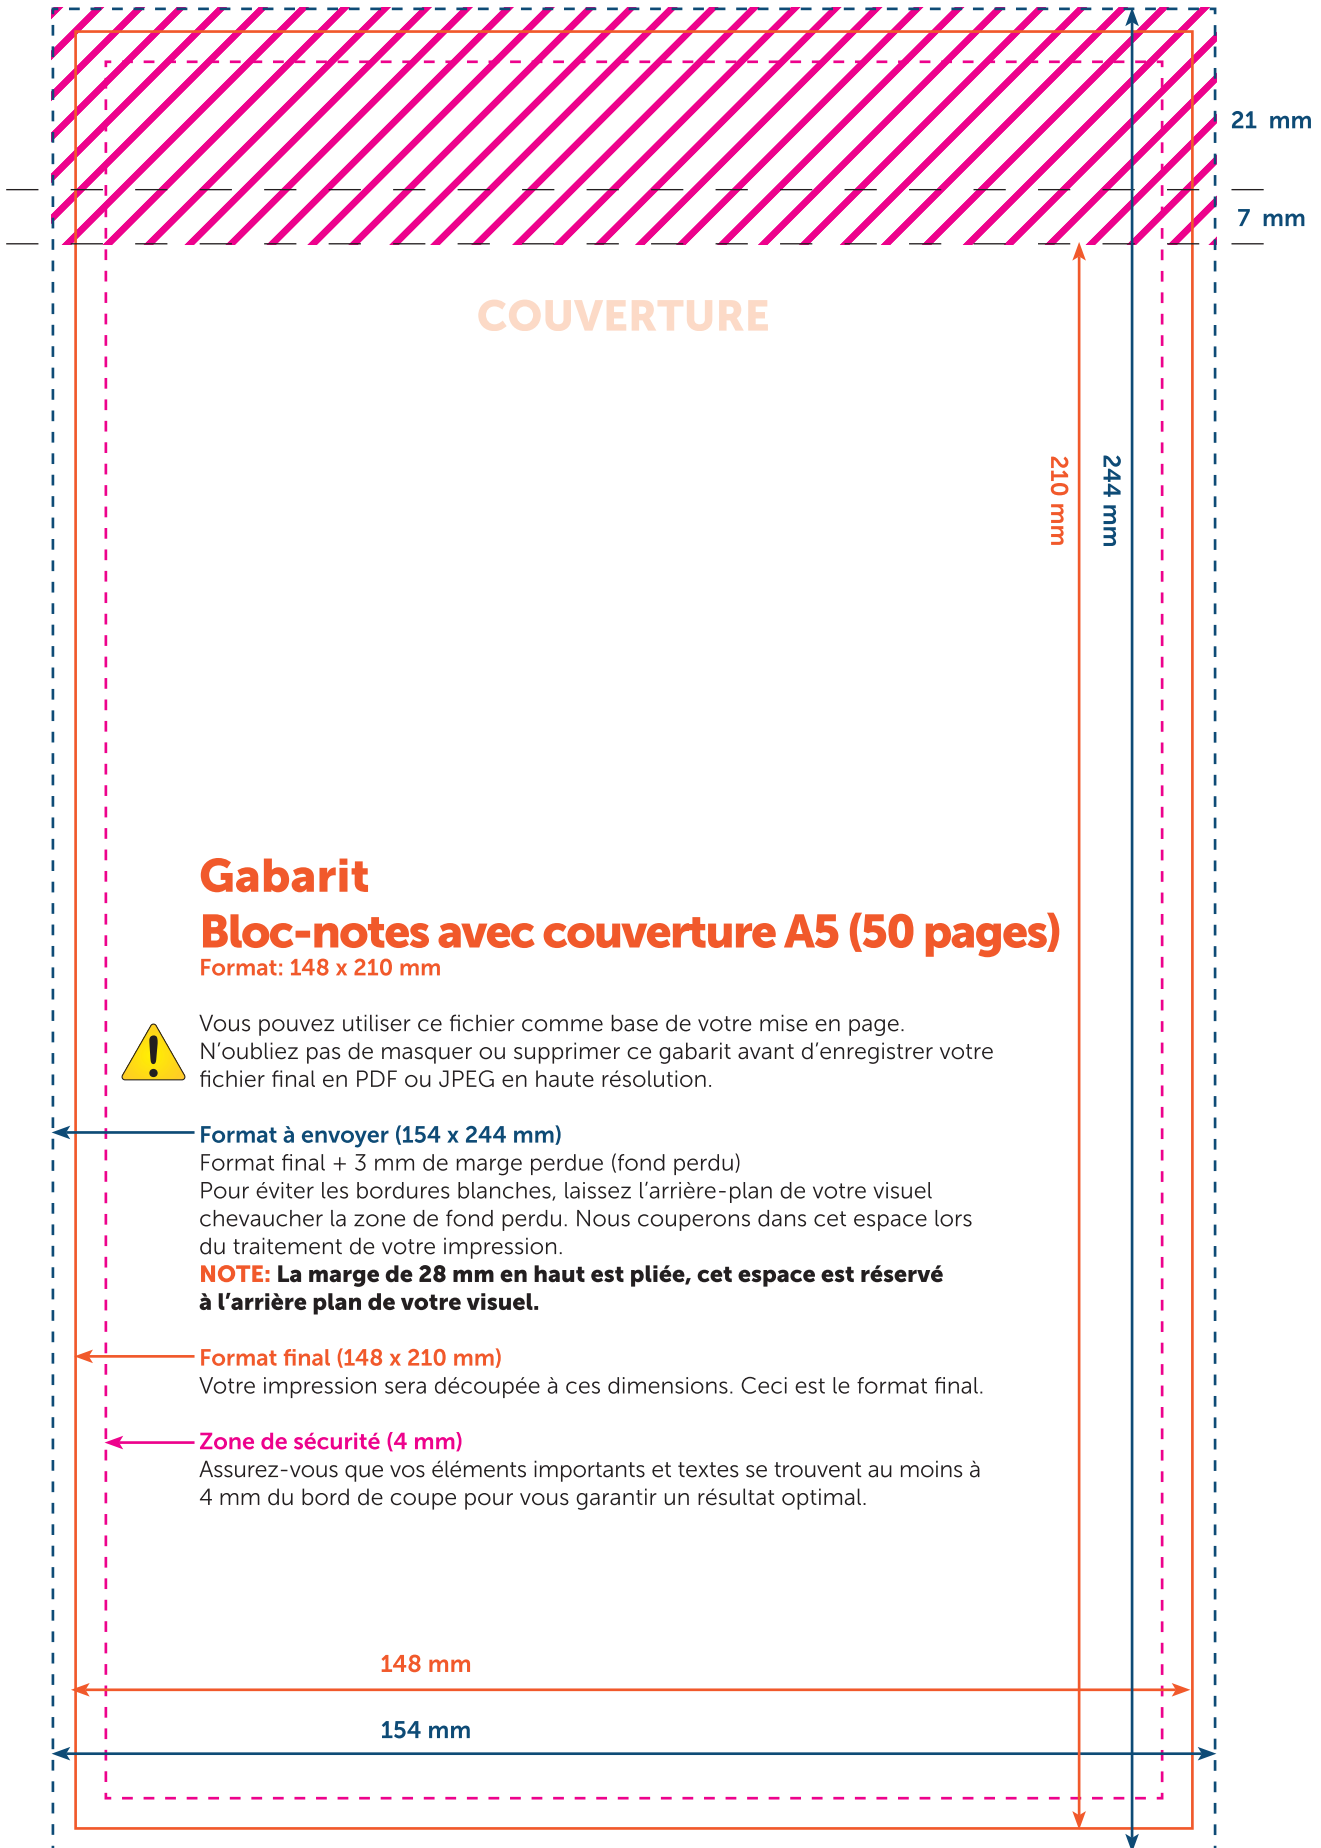 21 mm
7 mm
COUVERTURE
210 mm
244 mm
Gabarit
Bloc-notes avec couverture A5 (50 pages)
Format: 148 x 210 mm
Vous pouvez utiliser ce fichier comme base de votre mise en page.
N’oubliez pas de masquer ou supprimer ce gabarit avant d’enregistrer votre
fichier final en PDF ou JPEG en haute résolution.
Format à envoyer (154 x 244 mm)
Format final + 3 mm de marge perdue (fond perdu)
Pour éviter les bordures blanches, laissez l’arrière-plan de votre visuel
chevaucher la zone de fond perdu. Nous couperons dans cet espace lors
du traitement de votre impression.
NOTE: La marge de 28 mm en haut est pliée, cet espace est réservé
à l’arrière plan de votre visuel.
Format final (148 x 210 mm)
Votre impression sera découpée à ces dimensions. Ceci est le format final.
Zone de sécurité (4 mm)
Assurez-vous que vos éléments importants et textes se trouvent au moins à
4 mm du bord de coupe pour vous garantir un résultat optimal.
148 mm
154 mm